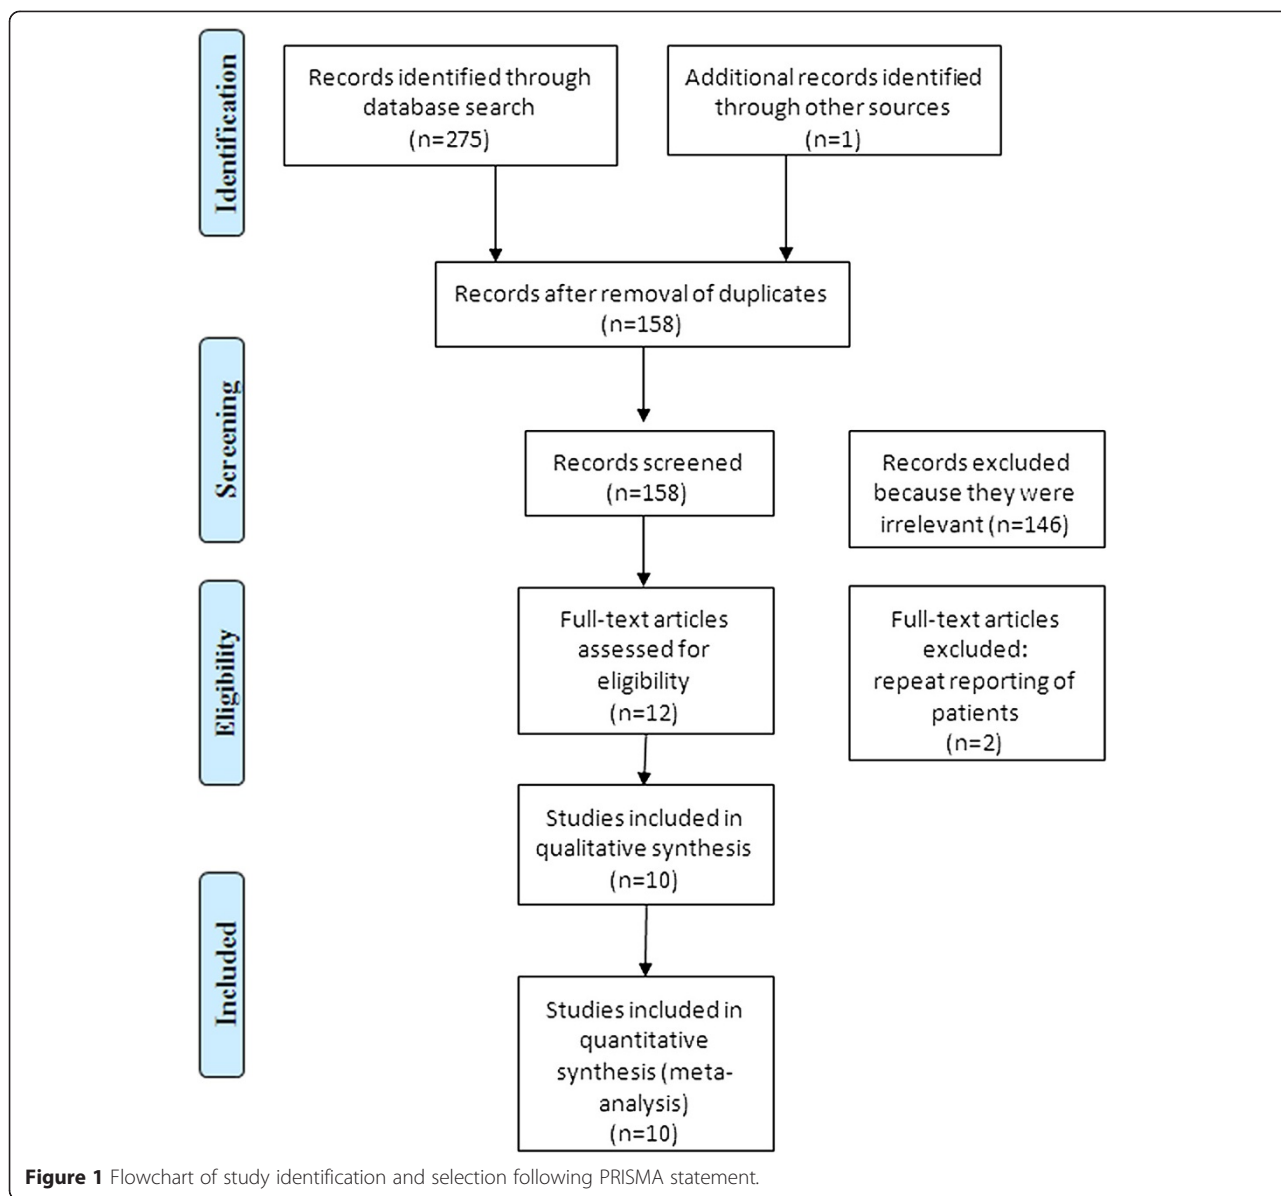 Identification
Records identified through
database search
(n=275)
Additional records identified
through other sources
(n=1)
Records after removal of duplicates
(n=158)
Screening
Records screened
(n=158)
Records excluded
because they were
irrelevant (n=146)
Eligibility
Full-text articles
assessed for
eligibility
(n=12)
Full-text articles
excluded:
repeat reporting of
patients
(n=2)
Studies included in
qualitative synthesis
(n=10)
Included
Studies included in
quantitative
synthesis (meta-
analysis)
(n=10)
Figure 1 Flowchart of study identification and selection following PRISMA statement.